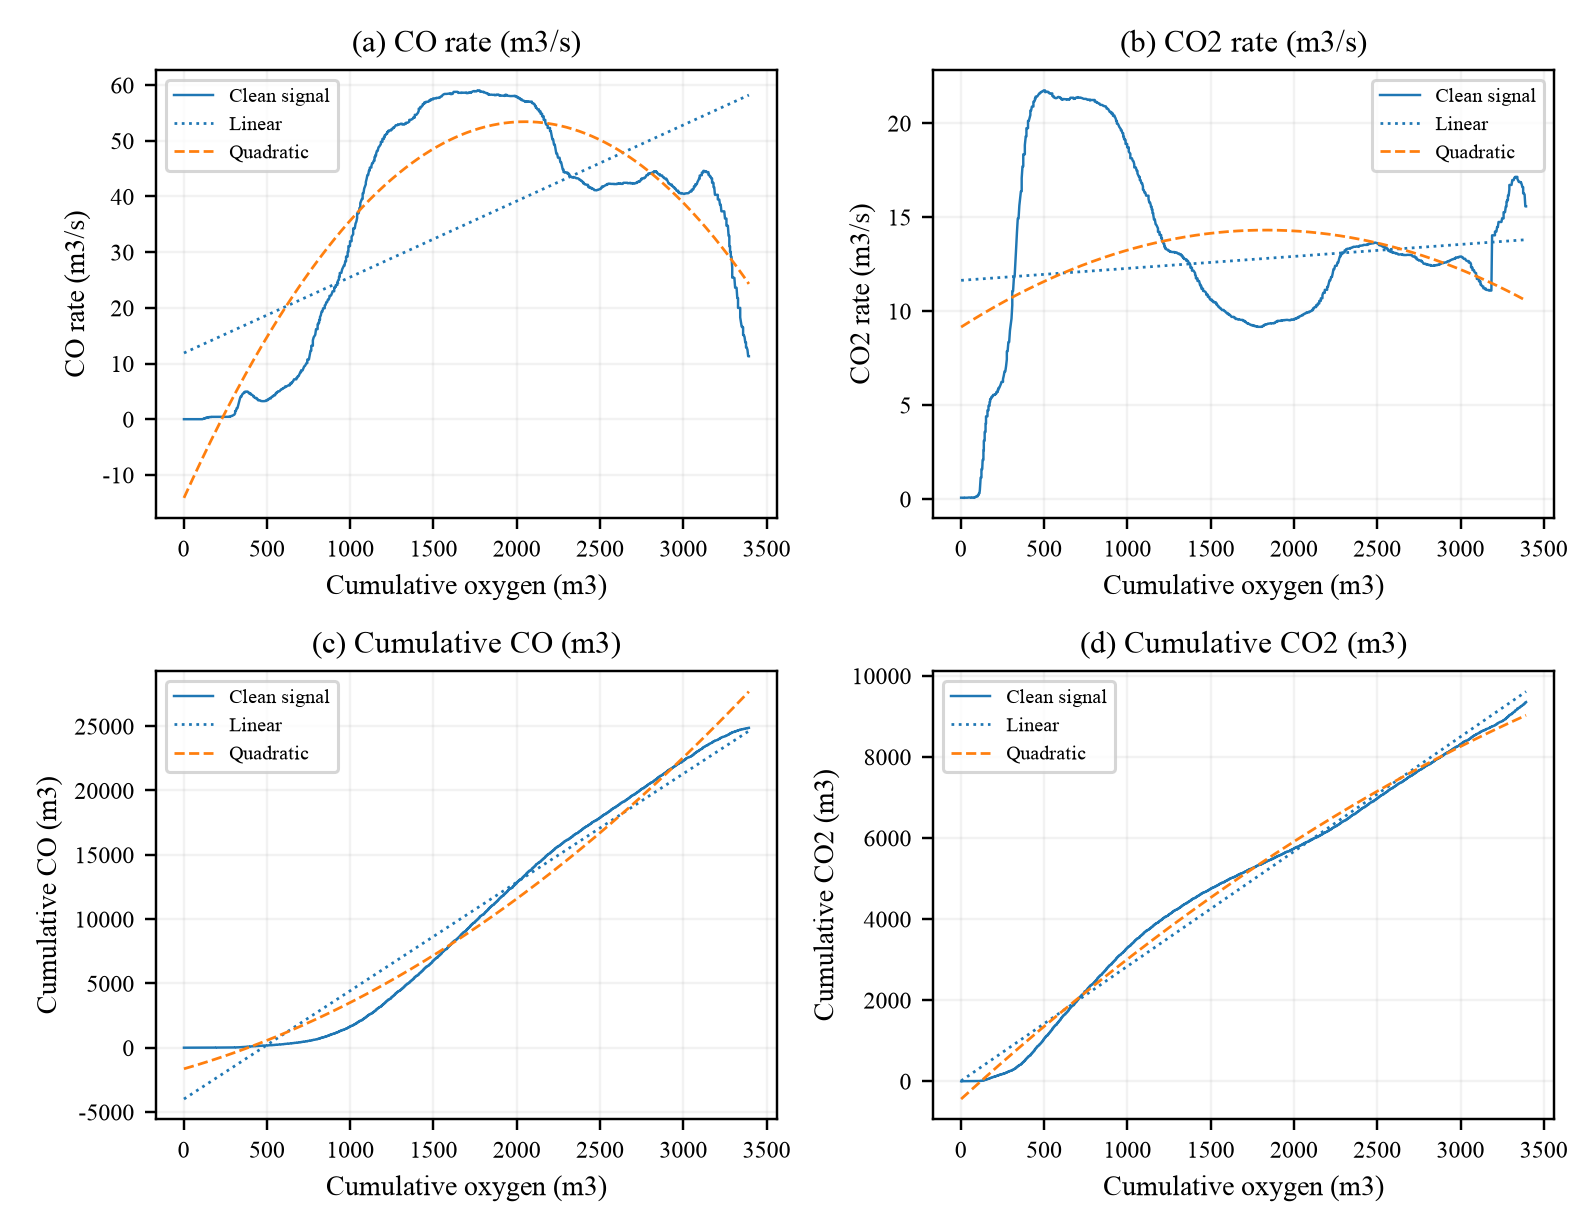 (a) CO rate (m3/s)
Clean signal
Linear
Quadratic
60
50
40
30
20
10
0
-10
CO rate (m3/s)
0 500 1000 1500 2000 2500 3000 3500
Cumulative oxygen (m3)
(b) CO2 rate (m3/s)
Clean signal
Linear
Quadratic
20
15
10
5
0
CO2 rate (m3/s)
0 500 1000 1500 2000 2500 3000 3500
Cumulative oxygen (m3)
(c) Cumulative CO (m3)
Clean signal
Linear
Quadratic
25000
20000
15000
10000
5000
0
-5000
Cumulative CO (m3)
0 500 1000 1500 2000 2500 3000 3500
Cumulative oxygen (m3)
(d) Cumulative CO2 (m3)
Clean signal
Linear
Quadratic
10000
8000
6000
4000
2000
0
Cumulative CO2 (m3)
0 500 1000 1500 2000 2500 3000 3500
Cumulative oxygen (m3)